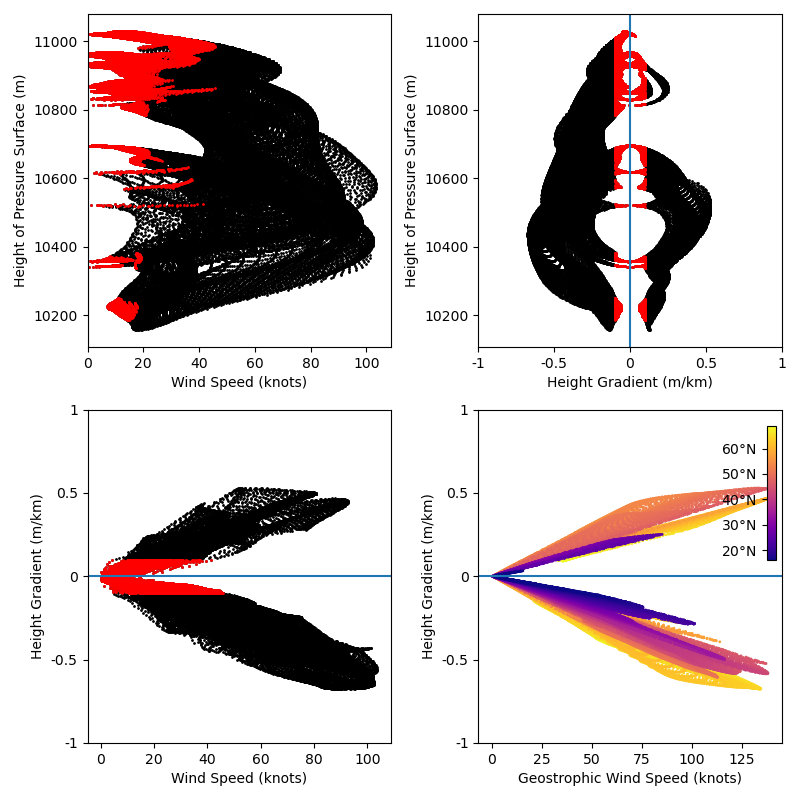 Height of Pressure Surface (m)
11000
10800
10600
10400
10200
0 20 40 60 80 100
Wind Speed (knots)
Height of Pressure Surface (m)
11000
10800
10600
10400
10200
-1 -0.5 0 0.5 1
Height Gradient (m/km)
Height Gradient (m/km)
1
0.5
0
-0.5
-1
0 20 40 60 80 100
Wind Speed (knots)
Height Gradient (m/km)
1
0.5
0
-0.5
-1
60°N
50°N
40°N
30°N
20°N
0 25 50 75 100 125
Geostrophic Wind Speed (knots)